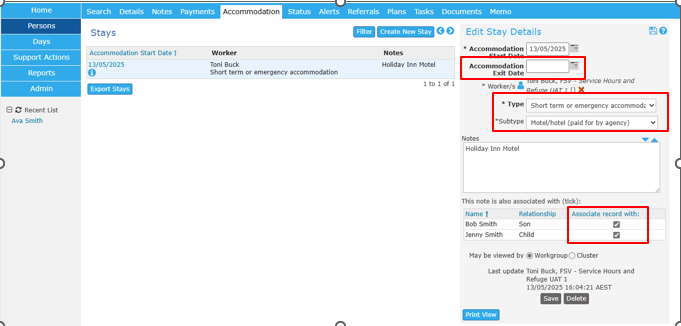 Home
Search Details Notes Payments Accommodation Status Alerts Referrals Plans Tasks Documents Memo
Persons
Days
Support Actions
Reports
Admin
Recent List
Ava Smith
Stays
Filter Create New Stay
Accommodation Start Date Worker Notes
13/05/2025 Toni Buck Holiday Inn Motel
Short term or emergency accommodation
1 to 1 of 1
Export Stays
Edit Stay Details
* Accommodation 13/05/2025
Start Date
Accommodation
Exit Date
* Worker/s Toni Buck, FSV - Service Hours and
Refuge UAT 1 []
* Type Short term or emergency accommoda
*Subtype Motel/hotel (paid for by agency)
Notes
Holiday Inn Motel
This note is also associated with (tick):
Name Relationship Associate record with:
Bob Smith Son
Jenny Smith Child
May be viewed by Workgroup Cluster
Last update Toni Buck, FSV - Service Hours and
Refuge UAT 1
13/05/2025 16:04:21 AEST
Save Delete
Print View